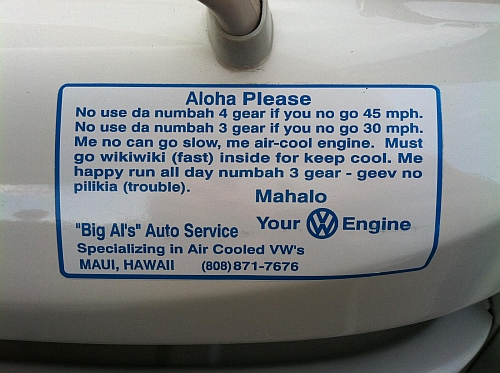 Aloha Please
No use da numbah 4 gear if you no go 45 mph.
No use da numbah 3 gear if you no go 30 mph.
Me no can go slow, me air-cool engine. Must
go wikiwiki (fast) inside for keep cool. Me
happy run all day numbah 3 gear - geev no
pilikia (trouble).
Mahalo
Your VW Engine
"Big Al's" Auto Service
Specializing in Air Cooled VW's
MAUI, HAWAII (808) 871-7676